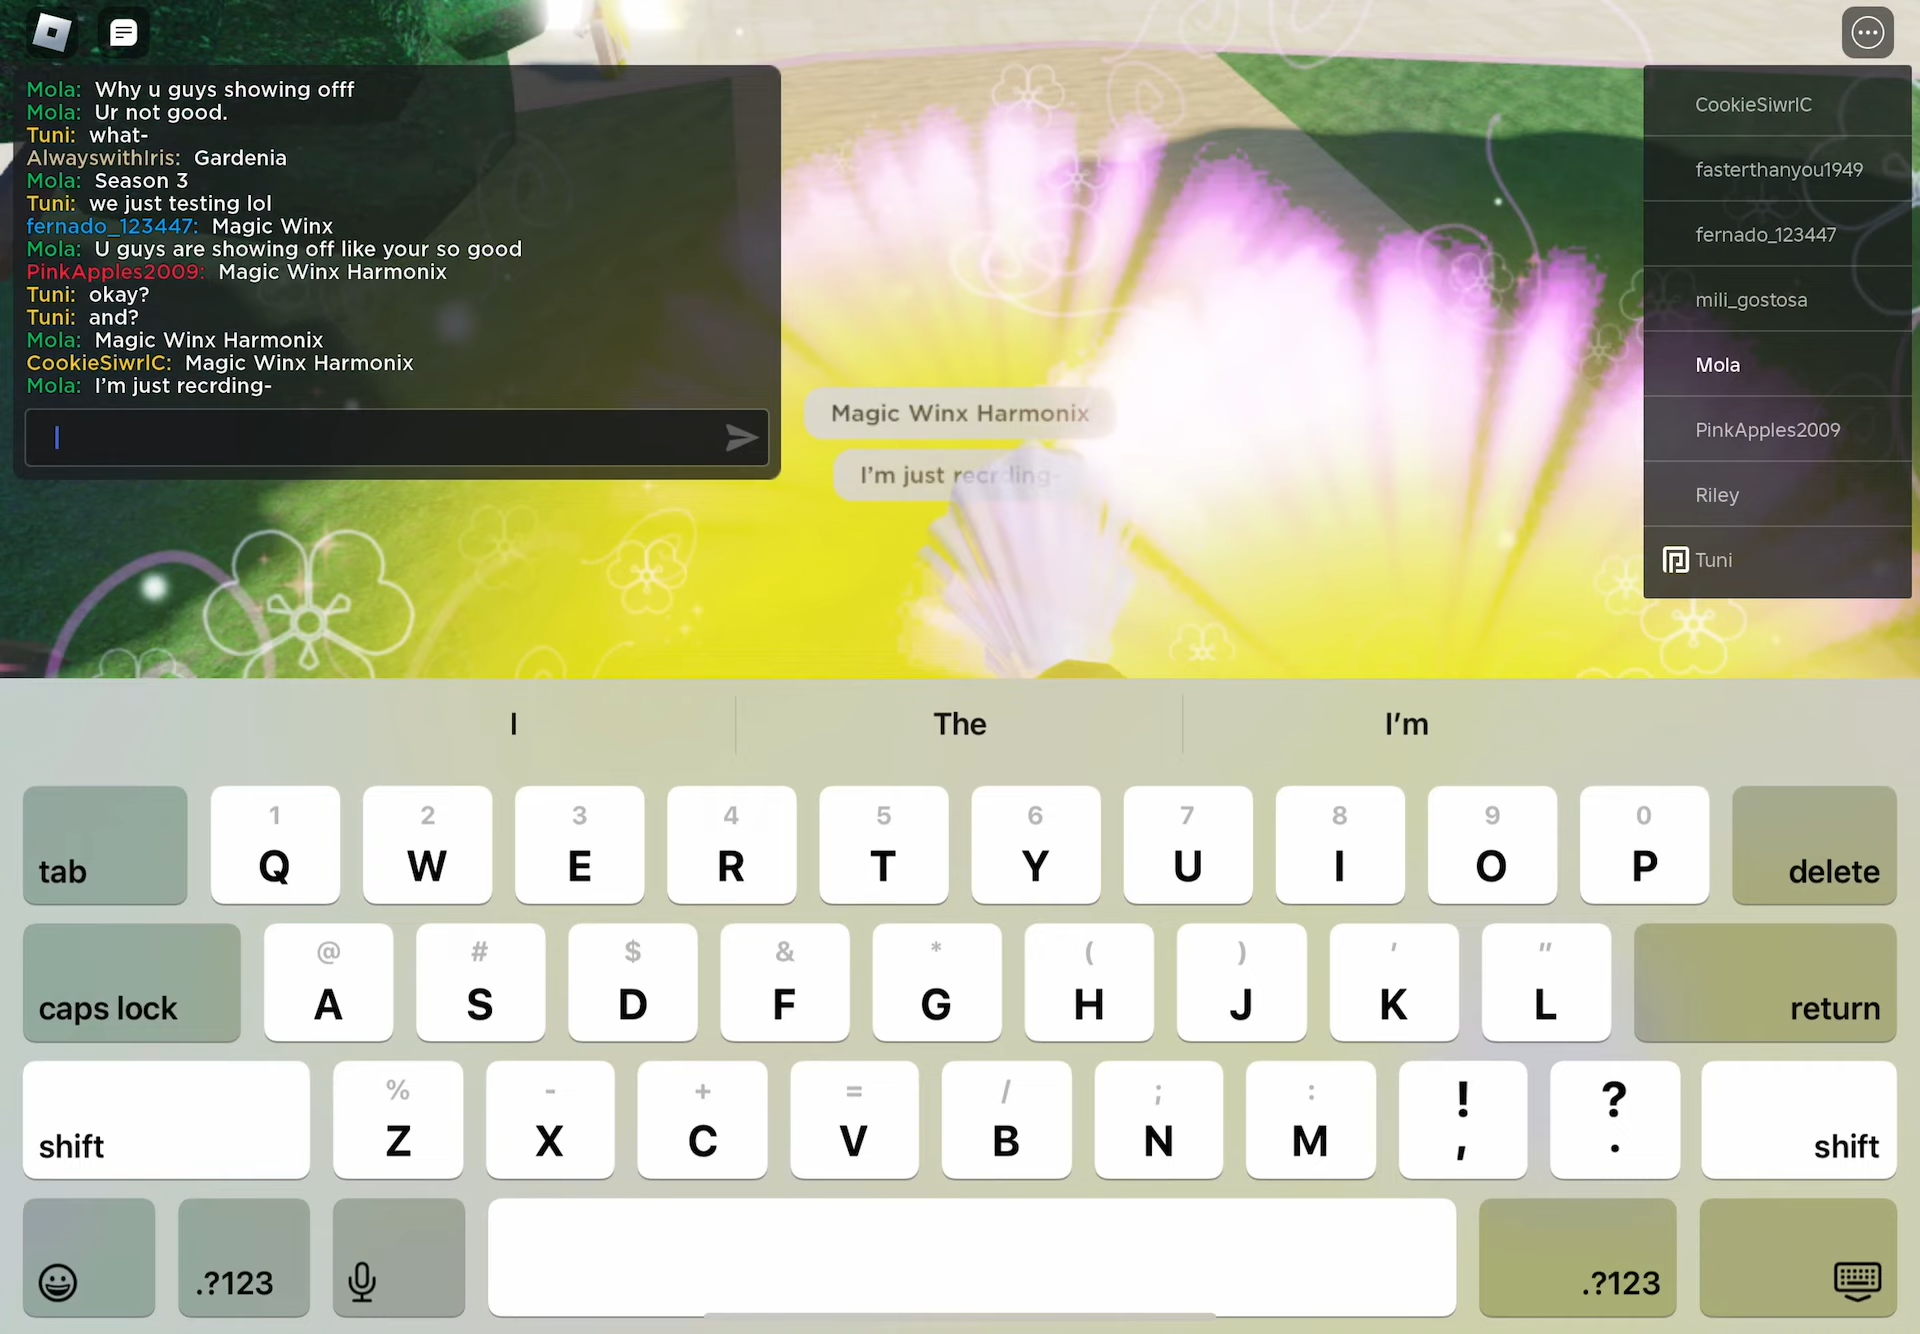 Mola: Why u guys showing offf
Mola: Ur not good.
Tuni: what-
AlwayswithIris: Gardenia
Mola: Season 3
Tuni: we just testing lol
fernado_123447: Magic Winx
Mola: U guys are showing off like your so good
PinkApples2009: Magic Winx Harmonix
Tuni: okay?
Tuni: and?
Mola: Magic Winx Harmonix
CookieSiwrlC: Magic Winx Harmonix
Mola: I’m just recrding-
Magic Winx Harmonix
I’m just recrding-
CookieSiwrlC
fasterthanyou1949
fernado_123447
mili_gostosa
Mola
PinkApples2009
Riley
Tuni
I The I’m
1 2 3 4 5 6 7 8 9 0
tab Q W E R T Y U I O P delete
@ # $ & * ( ) ' "
caps lock A S D F G H J K L return
% - + = / ; : ! ?
shift Z X C V B N M , . shift
.?123 .?123